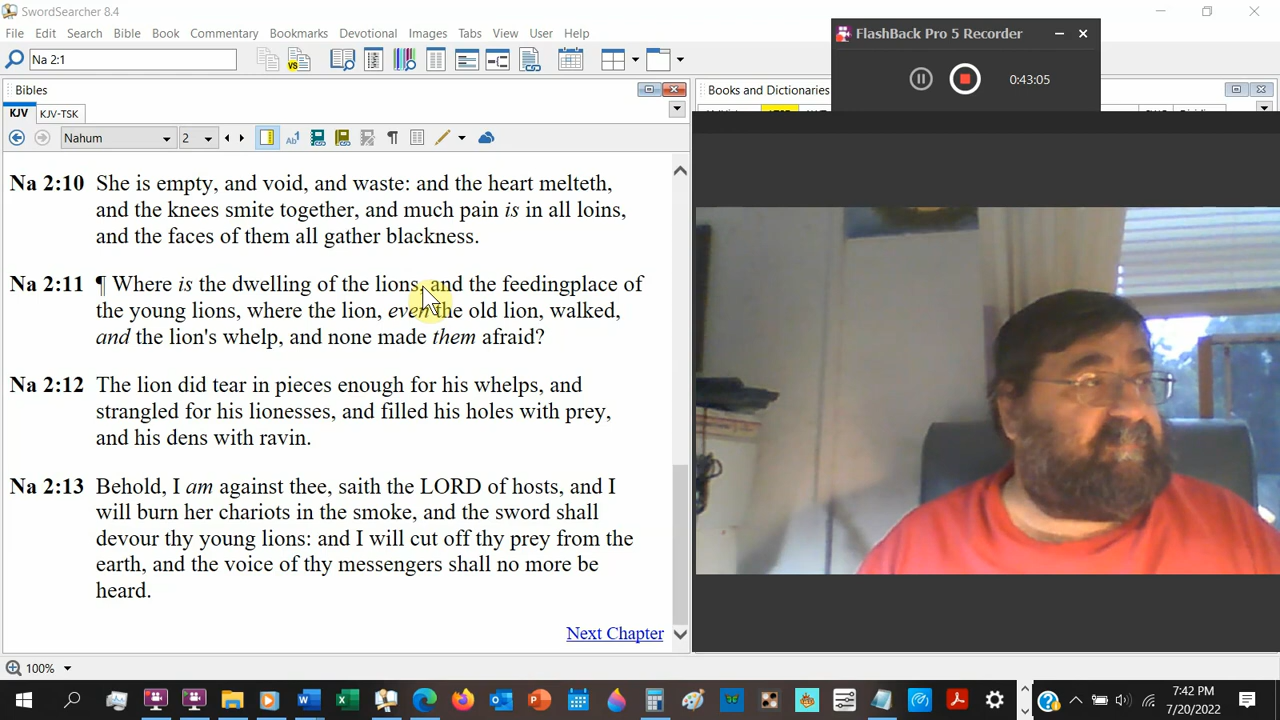 SwordSearcher 8.4
File Edit Search Bible Book Commentary Bookmarks Devotional Images Tabs View User Help
Na 2:1
VS
FlashBack Pro 5 Recorder
0:43:05
Bibles
Books and Dictionaries
KJV KJV-TSK
Nahum 2
Na 2:10 She is empty, and void, and waste: and the heart melteth,
and the knees smite together, and much pain is in all loins,
and the faces of them all gather blackness.
Na 2:11 ¶ Where is the dwelling of the lions, and the feedingplace of
the young lions, where the lion, even the old lion, walked,
and the lion's whelp, and none made them afraid?
Na 2:12 The lion did tear in pieces enough for his whelps, and
strangled for his lionesses, and filled his holes with prey,
and his dens with ravin.
Na 2:13 Behold, I am against thee, saith the LORD of hosts, and I
will burn her chariots in the smoke, and the sword shall
devour thy young lions: and I will cut off thy prey from the
earth, and the voice of thy messengers shall no more be
heard.
Next Chapter
100%
7:42 PM
7/20/2022